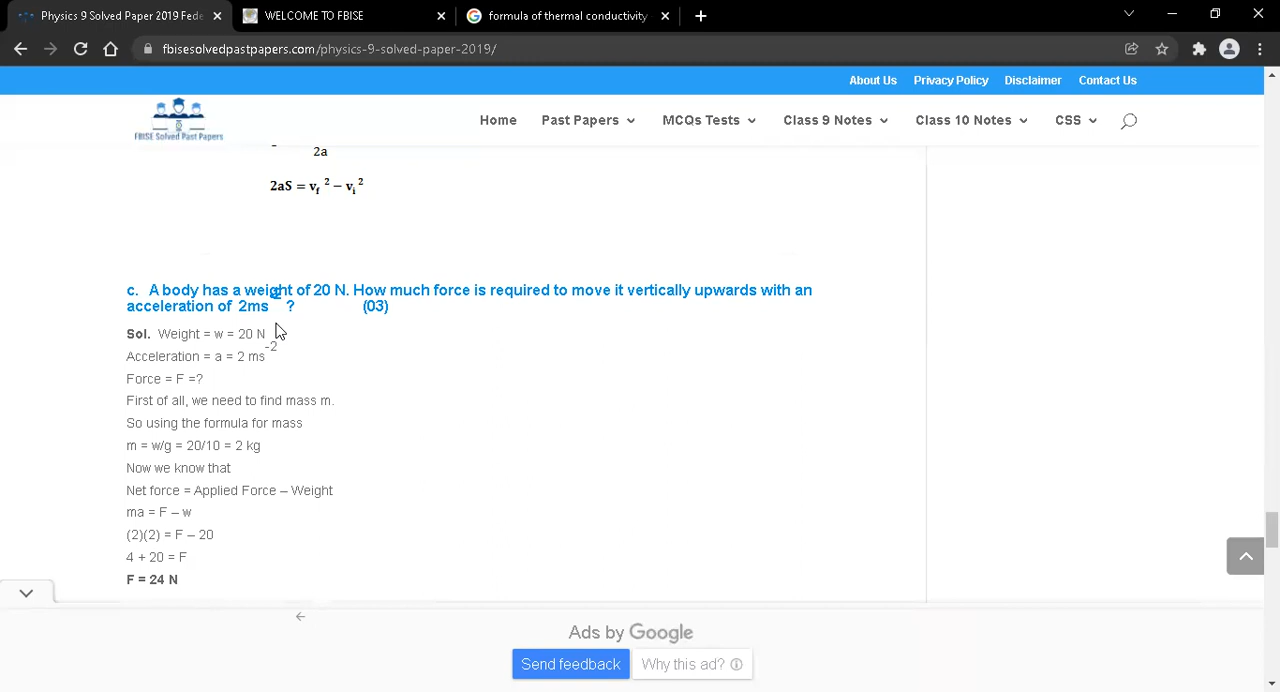 Physics 9 Solved Paper 2019 Fede
WELCOME TO FBISE
formula of thermal conductivity
fbisesolvedpastpapers.com/physics-9-solved-paper-2019/
About Us Privacy Policy Disclaimer Contact Us
FBISE Solved Past Papers
Home Past Papers MCQs Tests Class 9 Notes Class 10 Notes CSS
2a
2aS = vf 2 – vi 2
c. A body has a weight of 20 N. How much force is required to move it vertically upwards with an
acceleration of 2ms-2 ? (03)
Sol. Weight = w = 20 N
Acceleration = a = 2 ms-2
Force = F =?
First of all, we need to find mass m.
So using the formula for mass
m = w/g = 20/10 = 2 kg
Now we know that
Net force = Applied Force – Weight
ma = F – w
(2)(2) = F – 20
4 + 20 = F
F = 24 N
Ads by Google
Send feedback Why this ad?